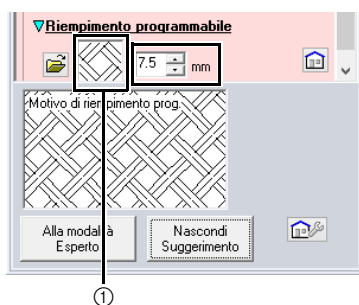 Riempimento programmabile
7.5 mm
Motivo di riempimento prog.
Alla modalità
Esperto
Nascondi
Suggerimento
①